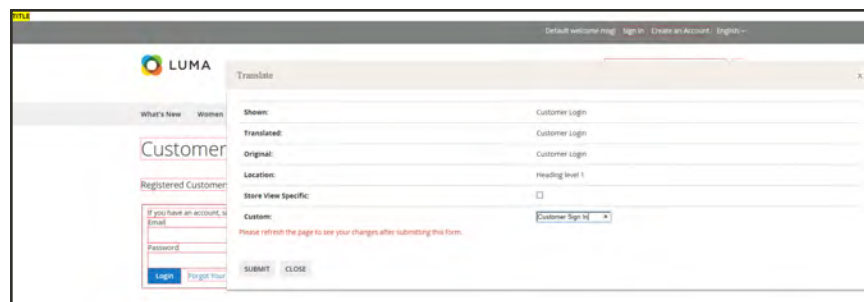 TITLE
Default welcome msg! Sign In Create an Account English
LUMA
Translate
x
What's New Women
Shown: Customer Login
Translated: Customer Login
Customer
Original: Customer Login
Location: Heading level 1
Registered Customer
Store View Specific:
If you have an account, s
Custom: Customer Sign In
Email
Please refresh the page to see your changes after submitting this form.
Password
SUBMIT CLOSE
Login Forgot Your